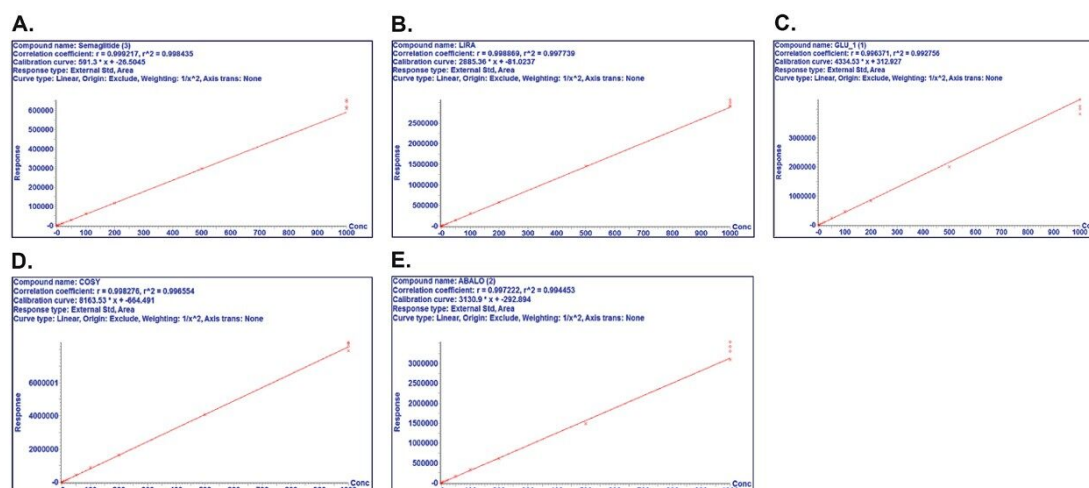 A.
Compound name: Semaglitide (3)
Correlation coefficient: r = 0.999217, r^2 = 0.998435
Calibration curve: 591.3 * x + -26.5045
Response type: External Std, Area
Curve type: Linear, Origin: Exclude, Weighting: 1/x^2, Axis trans: None
600000
500000
400000
300000
200000
100000
-0
Response
Conc
-0 100 200 300 400 500 600 700 800 900 1000
B.
Compound name: LIRA
Correlation coefficient: r = 0.998869, r^2 = 0.997739
Calibration curve: 2885.36 * x + -81.0237
Response type: External Std, Area
Curve type: Linear, Origin: Exclude, Weighting: 1/x^2, Axis trans: None
2500000
2000000
1500000
1000000
500000
-0
Response
Conc
-0 100 200 300 400 500 600 700 800 900 1000
C.
Compound name: GLU_1 (1)
Correlation coefficient: r = 0.996371, r^2 = 0.992756
Calibration curve: 4334.53 * x + 312.927
Response type: External Std, Area
Curve type: Linear, Origin: Exclude, Weighting: 1/x^2, Axis trans: None
3000000
2000000
1000000
-0
Response
Conc
-0 100 200 300 400 500 600 700 800 900 1000
D.
Compound name: COSY
Correlation coefficient: r = 0.998276, r^2 = 0.996554
Calibration curve: 8163.53 * x + -664.491
Response type: External Std, Area
Curve type: Linear, Origin: Exclude, Weighting: 1/x^2, Axis trans: None
6000001
4000000
2000000
-0
Response
Conc
E.
Compound name: ABALO (2)
Correlation coefficient: r = 0.997222, r^2 = 0.994453
Calibration curve: 3130.9 * x + -292.894
Response type: External Std, Area
Curve type: Linear, Origin: Exclude, Weighting: 1/x^2, Axis trans: None
3000000
2500000
2000000
1500000
1000000
500000
-0
Response
Conc